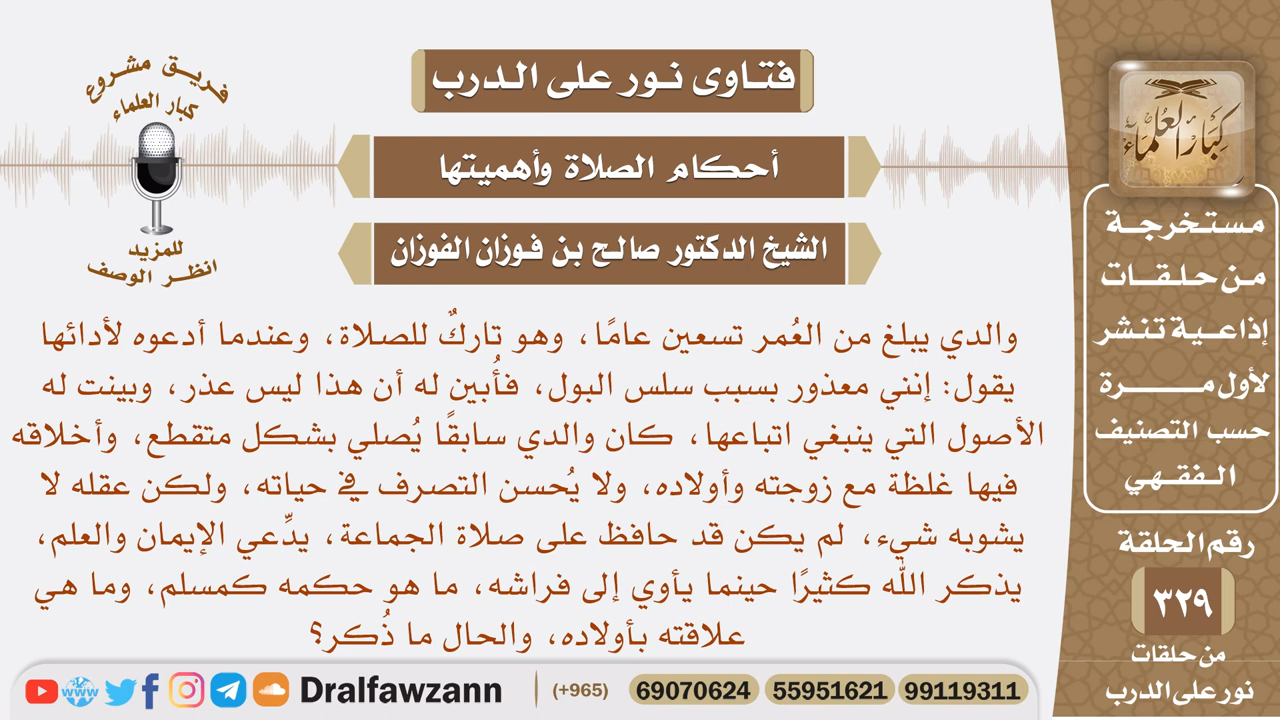 فتاوى نور على الدرب
أحكام الصلاة وأهميتها
الشيخ الدكتور صالح بن فوزان الفوزان
فريق مشروع
كبار العلماء
للمزيد
انظر الوصف
والدي يبلغ من العُمر تسعين عامًا، وهو تاركٌ للصلاة، وعندما أدعوه لأدائها
يقول: إنني معذور بسبب سلس البول، فأُبين له أن هذا ليس عذر، وبينت له
الأصول التي ينبغي اتباعها، كان والدي سابقًا يُصلي بشكل متقطع، وأخلاقه
فيها غلظة مع زوجته وأولاده، ولا يُحسن التصرف في حياته، ولكن عقله لا
يشوبه شيء، لم يكن قد حافظ على صلاة الجماعة، يدِّعي الإيمان والعلم،
يذكر الله كثيرًا حينما يأوي إلى فراشه، ما هو حكمه كمسلم، وما هي
علاقته بأولاده، والحال ما ذُكر؟
كبار العلماء
مستخرجة
من حلقات
إذاعية تنشر
لأول مرة
حسب التصنيف
الفقهي
رقم الحلقة
٣٢٩
من حلقات
نور على الدرب
www
Dralfawzann
(+965)
69070624
55951621
99119311